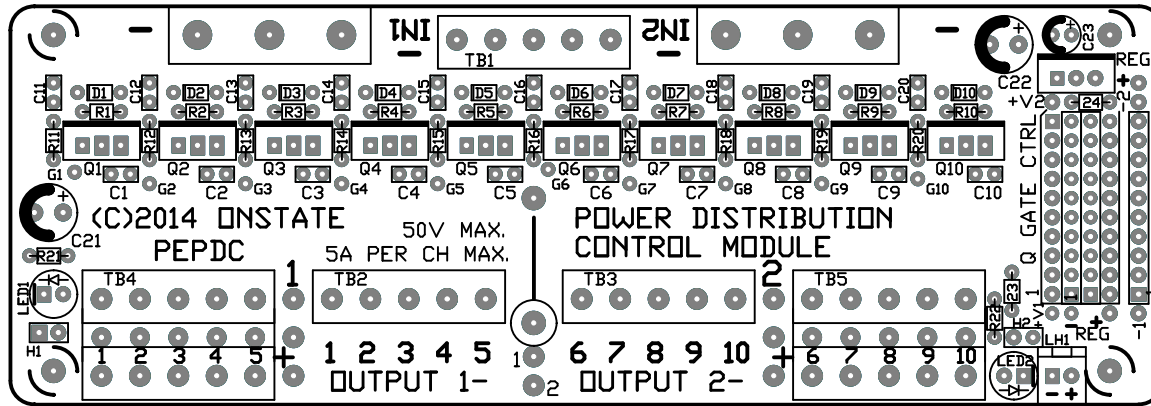 - IN1 - IN2 -
- -
TB1
C23
C22
REG
C11 D1 C12 D2 C13 D3 C14 D4 C15 D5 C16 D6 C17 D7 C18 D8 C19 D9 C20 D10
R1 R2 R3 R4 R5 R6 R7 R8 R9 R10
+V2 24 -2+
R11 R12 R13 R14 R15 R16 R17 R18 R19 R20
Q1 Q2 Q3 Q4 Q5 Q6 Q7 Q8 Q9 Q10
G1 C1 G2 C2 G3 C3 G4 C4 G5 C5 G6 C6 G7 C7 G8 C8 G9 C9 G10 C10
1 Q GATE CTRL
+
C21
(C)2014 ONSTATE
PEPDC
50V MAX.
5A PER CH MAX.
POWER DISTRIBUTION
CONTROL MODULE
R21
LED1
H1
TB4 1 TB2 TB3 2 TB5
R22 23 H2 + +V1 - + REG -1
1 1
LH1
LED2
- +
1 2 3 4 5 + 1 2 3 4 5 6 7 8 9 10 + 6 7 8 9 10
OUTPUT 1-
1
2
OUTPUT 2-